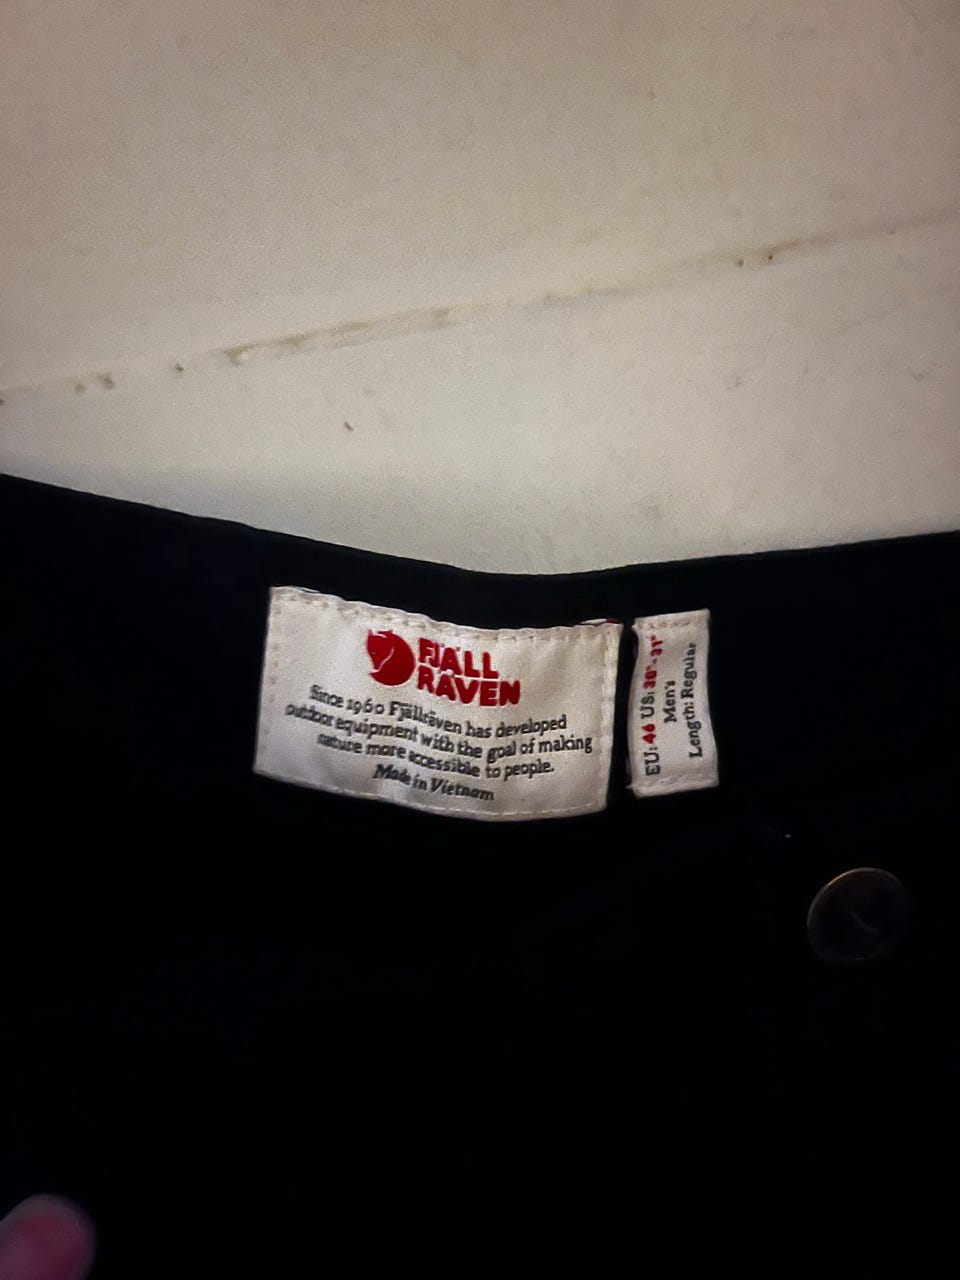 FJÄLL
RÄVEN
Since 1960 Fjällräven has developed
outdoor equipment with the goal of making
nature more accessible to people.
Made in Vietnam
EU: 46 US: 30"-31"
Men's
Length: Regular